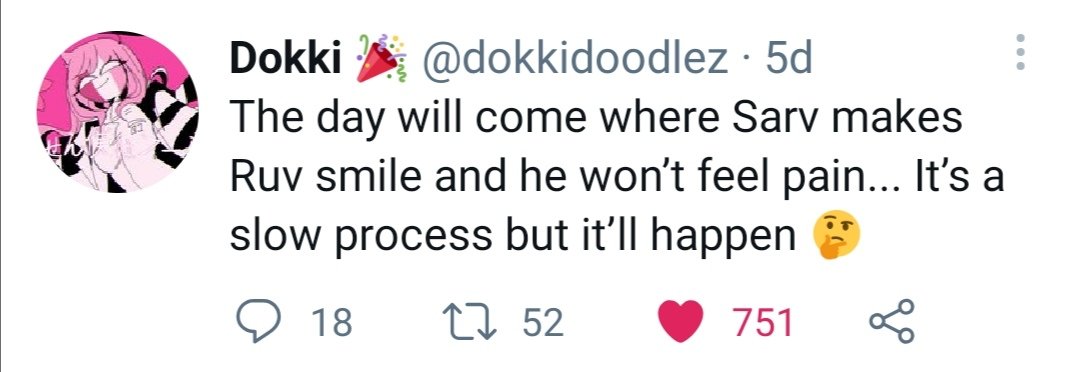 Dokki 🎉 @dokkidoodlez · 5d
The day will come where Sarv makes
Ruv smile and he won't feel pain... It's a
slow process but it'll happen 🤔
18 52 751